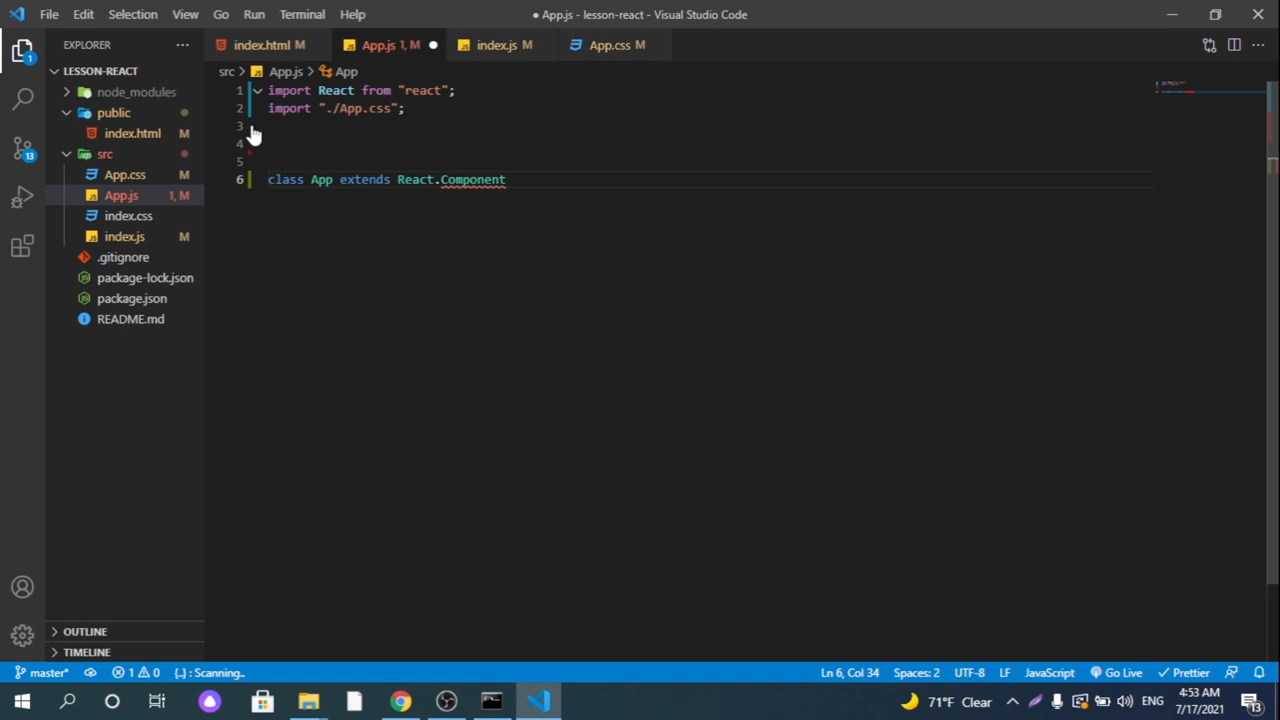 File Edit Selection View Go Run Terminal Help ● App.js - lesson-react - Visual Studio Code
EXPLORER
index.html M App.js 1, M ● index.js M App.css M
LESSON-REACT
src > App.js > App
node_modules
public
index.html M
src
App.css M
App.js 1, M
index.css
index.js M
.gitignore
package-lock.json
package.json
README.md
OUTLINE
TIMELINE
1 import React from "react";
2 import "./App.css";
3
4
5
6 class App extends React.Component
1
13
master* 1 0 {..} : Scanning.. Ln 6, Col 34 Spaces: 2 UTF-8 LF JavaScript Go Live Prettier
71°F Clear ENG 4:53 AM
7/17/2021 13